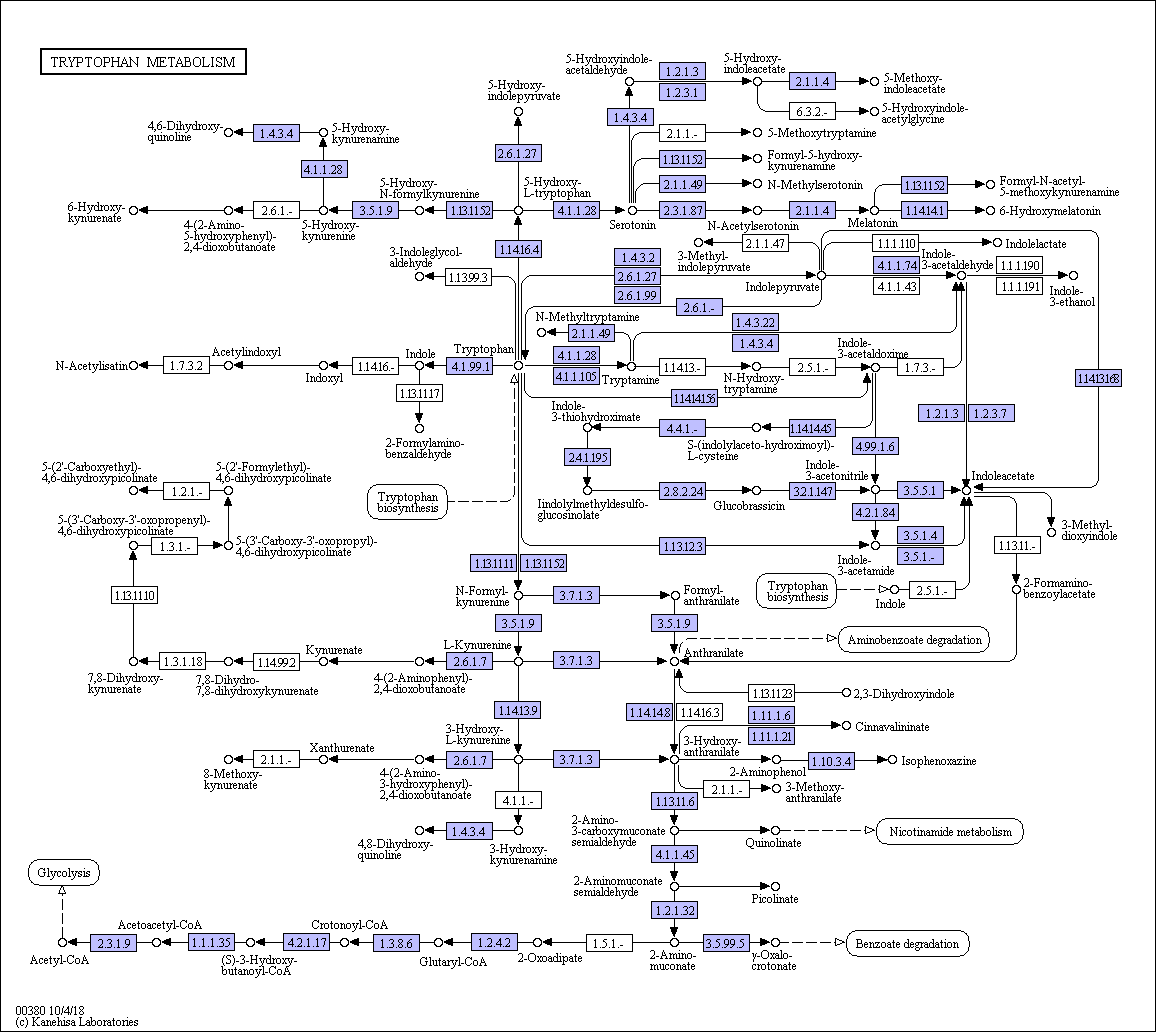 TRYPTOPHAN METABOLISM
5-Hydroxyindole-
acetaldehyde
1.2.1.3
1.2.3.1
5-Hydroxy-
indoleacetate
2.1.1.4
5-Methoxy-
indoleacetate
6.3.2.-
5-Hydroxyindole-
acetylglycine
5-Hydroxy-
indolepyruvate
1.4.3.4
4,6-Dihydroxy-
quinoline
1.4.3.4
5-Hydroxy-
kynurenamine
2.1.1.-
5-Methoxytryptamine
2.6.1.27
1.13.11.52
Formyl-5-hydroxy-
kynurenamine
4.1.1.28
5-Hydroxy-
N-formylkynurenine
5-Hydroxy-
L-tryptophan
2.1.1.49
N-Methylserotonin
1.13.11.52
Formyl-N-acetyl-
5-methoxykynurenamine
6-Hydroxy-
kynurenate
2.6.1.-
3.5.1.9
1.13.11.52
4.1.1.28
2.3.1.87
2.1.1.4
1.14.14.1
6-Hydroxymelatonin
4-(2-Amino-
5-hydroxyphenyl)-
2,4-dioxobutanoate
5-Hydroxy-
kynurenine
Serotonin
N-Acetylserotonin
Melatonin
3-Indoleglycol-
aldehyde
1.14.16.4
1.13.99.3
1.4.3.2
2.6.1.27
2.6.1.99
3-Methyl-
indolepyruvate
2.1.1.47
1.1.1.110
Indolelactate
Indolepyruvate
4.1.1.74
4.1.1.43
Indole-
3-acetaldehyde
1.1.1.190
1.1.1.191
Indole-
3-ethanol
2.6.1.-
N-Methyltryptamine
2.1.1.49
1.4.3.22
1.4.3.4
N-Acetylisatin
1.7.3.2
Acetylindoxyl
Indoxyl
1.14.16.-
Indole
4.1.99.1
Tryptophan
4.1.1.28
4.1.1.105
Tryptamine
1.14.13.-
N-Hydroxy-
tryptamine
2.5.1.-
Indole-
3-acetaldoxime
1.7.3.-
1.14.13.168
1.13.11.17
2-Formylamino-
benzaldehyde
1.14.14.156
Indole-
3-thiohydroximate
4.4.1.-
S-(indolylaceto-hydroximoyl)-
L-cysteine
1.14.14.45
1.2.1.3
1.2.3.7
2.4.1.195
4.99.1.6
5-(2'-Carboxyethyl)-
4,6-dihydroxypicolinate
5-(2'-Formylethyl)-
4,6-dihydroxypicolinate
1.2.1.-
Tryptophan
biosynthesis
Iindolylmethyldesulfo-
glucosinolate
2.8.2.24
Glucobrassicin
3.2.1.147
Indole-
3-acetonitrile
3.5.5.1
Indoleacetate
4.2.1.84
3-Methyl-
dioxyindole
5-(3'-Carboxy-3'-oxopropenyl)-
4,6-dihydroxypicolinate
1.3.1.-
5-(3'-Carboxy-3'-oxopropyl)-
4,6-dihydroxypicolinate
1.13.12.3
Indole-
3-acetamide
3.5.1.4
3.5.1.-
1.13.11.-
1.13.11.11
1.13.11.52
1.13.11.10
N-Formyl-
kynurenine
3.7.1.3
Formyl-
anthranilate
Tryptophan
biosynthesis
Indole
2.5.1.-
2-Formamino-
benzoylacetate
3.5.1.9
3.5.1.9
Aminobenzoate degradation
7,8-Dihydroxy-
kynurenate
1.3.1.18
7,8-Dihydro-
7,8-dihydroxykynurenate
1.14.99.2
Kynurenate
4-(2-Aminophenyl)-
2,4-dioxobutanoate
2.6.1.7
L-Kynurenine
3.7.1.3
Anthranilate
1.13.11.23
2,3-Dihydroxyindole
1.14.13.9
1.14.14.8
1.14.16.3
1.11.1.6
1.11.1.21
Cinnavalininate
8-Methoxy-
kynurenate
2.1.1.-
Xanthurenate
4-(2-Amino-
3-hydroxyphenyl)-
2,4-dioxobutanoate
2.6.1.7
3-Hydroxy-
L-kynurenine
3.7.1.3
3-Hydroxy-
anthranilate
2-Aminophenol
1.10.3.4
Isophenoxazine
2.1.1.-
3-Methoxy-
anthranilate
4.1.1.-
1.13.11.6
4,8-Dihydroxy-
quinoline
1.4.3.4
3-Hydroxy-
kynurenamine
2-Amino-
3-carboxymuconate
semialdehyde
Quinolinate
Nicotinamide metabolism
4.1.1.45
Glycolysis
2-Aminomuconate
semialdehyde
Picolinate
1.2.1.32
Acetyl-CoA
2.3.1.9
Acetoacetyl-CoA
1.1.1.35
(S)-3-Hydroxy-
butanoyl-CoA
4.2.1.17
Crotonoyl-CoA
1.3.8.6
Glutaryl-CoA
1.2.4.2
2-Oxoadipate
1.5.1.-
2-Amino-
muconate
3.5.99.5
γ-Oxalo-
crotonate
Benzoate degradation
00380 10/4/18
(c) Kanehisa Laboratories